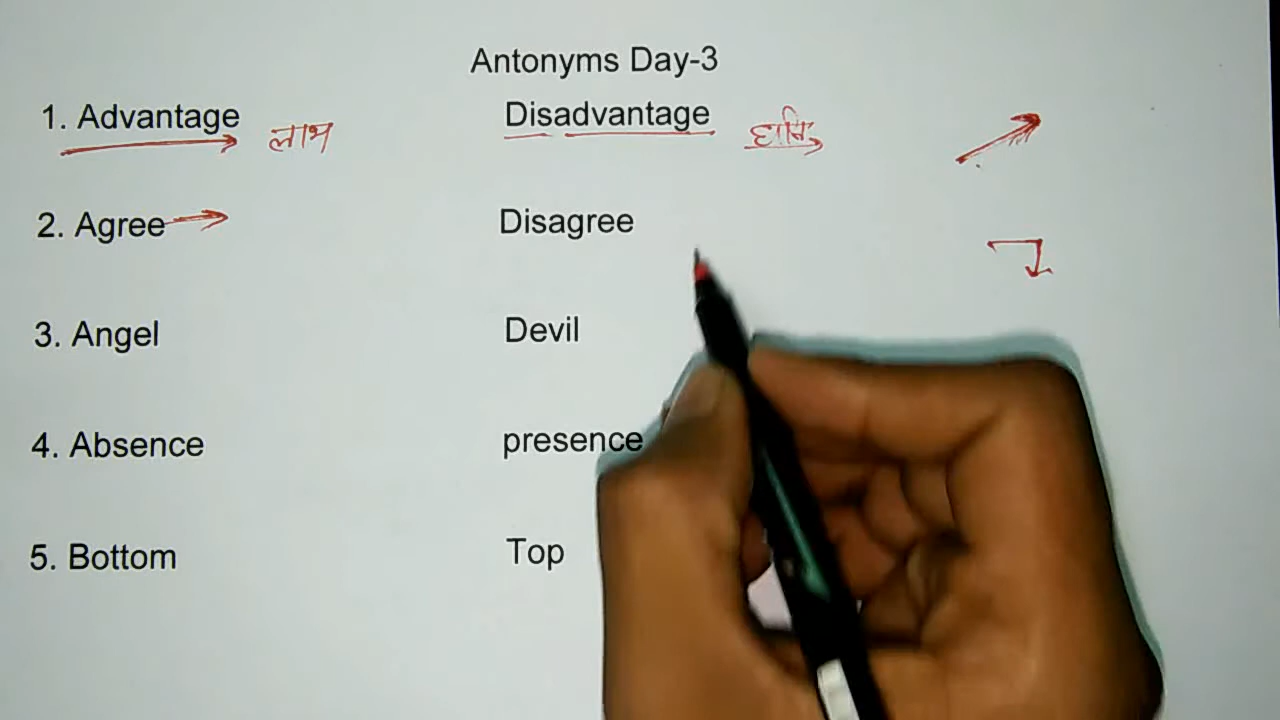 Antonyms Day-3
1. Advantage लाभ Disadvantage हानि
2. Agree Disagree
3. Angel Devil
4. Absence presence
5. Bottom Top